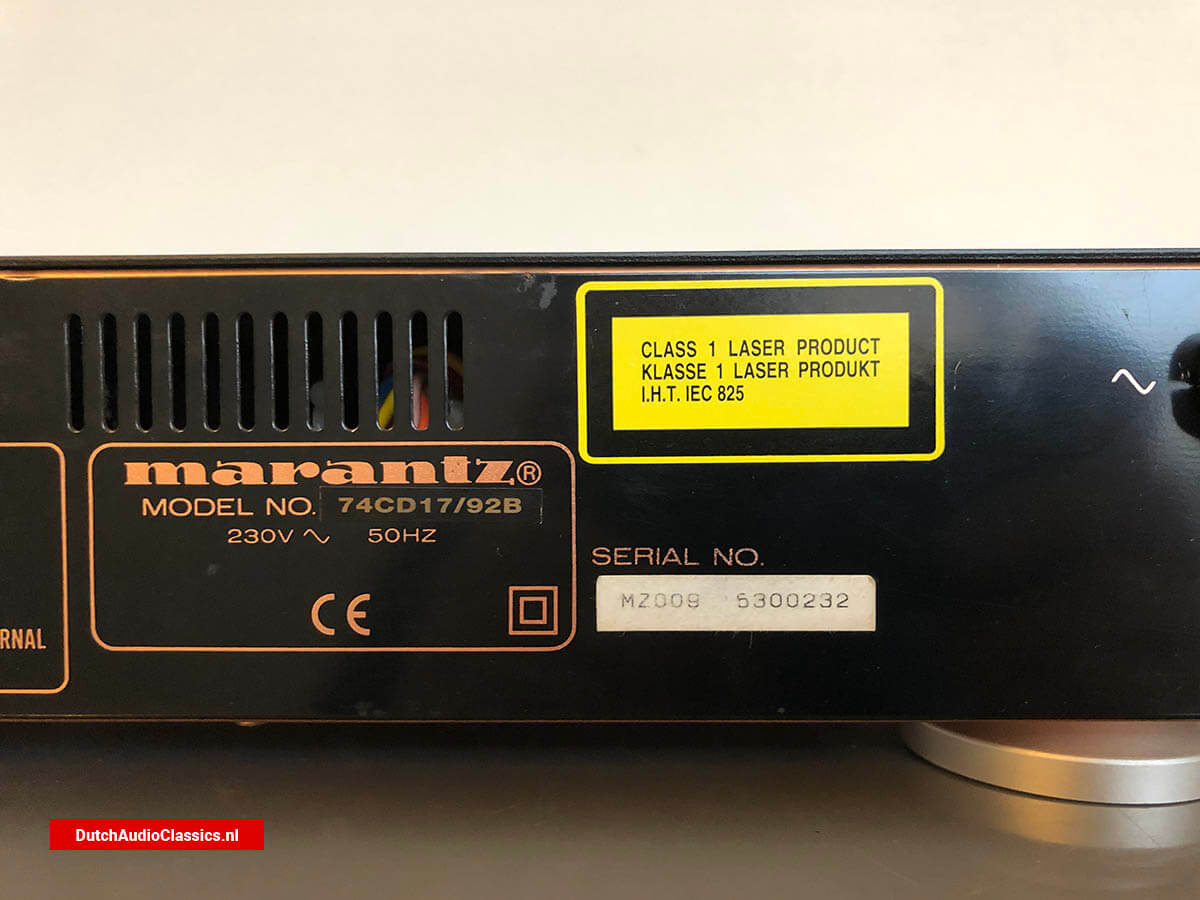 CLASS 1 LASER PRODUCT
KLASSE 1 LASER PRODUKT
I.H.T. IEC 825
marantz®
MODEL NO. 74CD17/92B
230V ~ 50HZ
CE
RNAL
SERIAL NO.
MZ009 5300232
~
DutchAudioClassics.nl